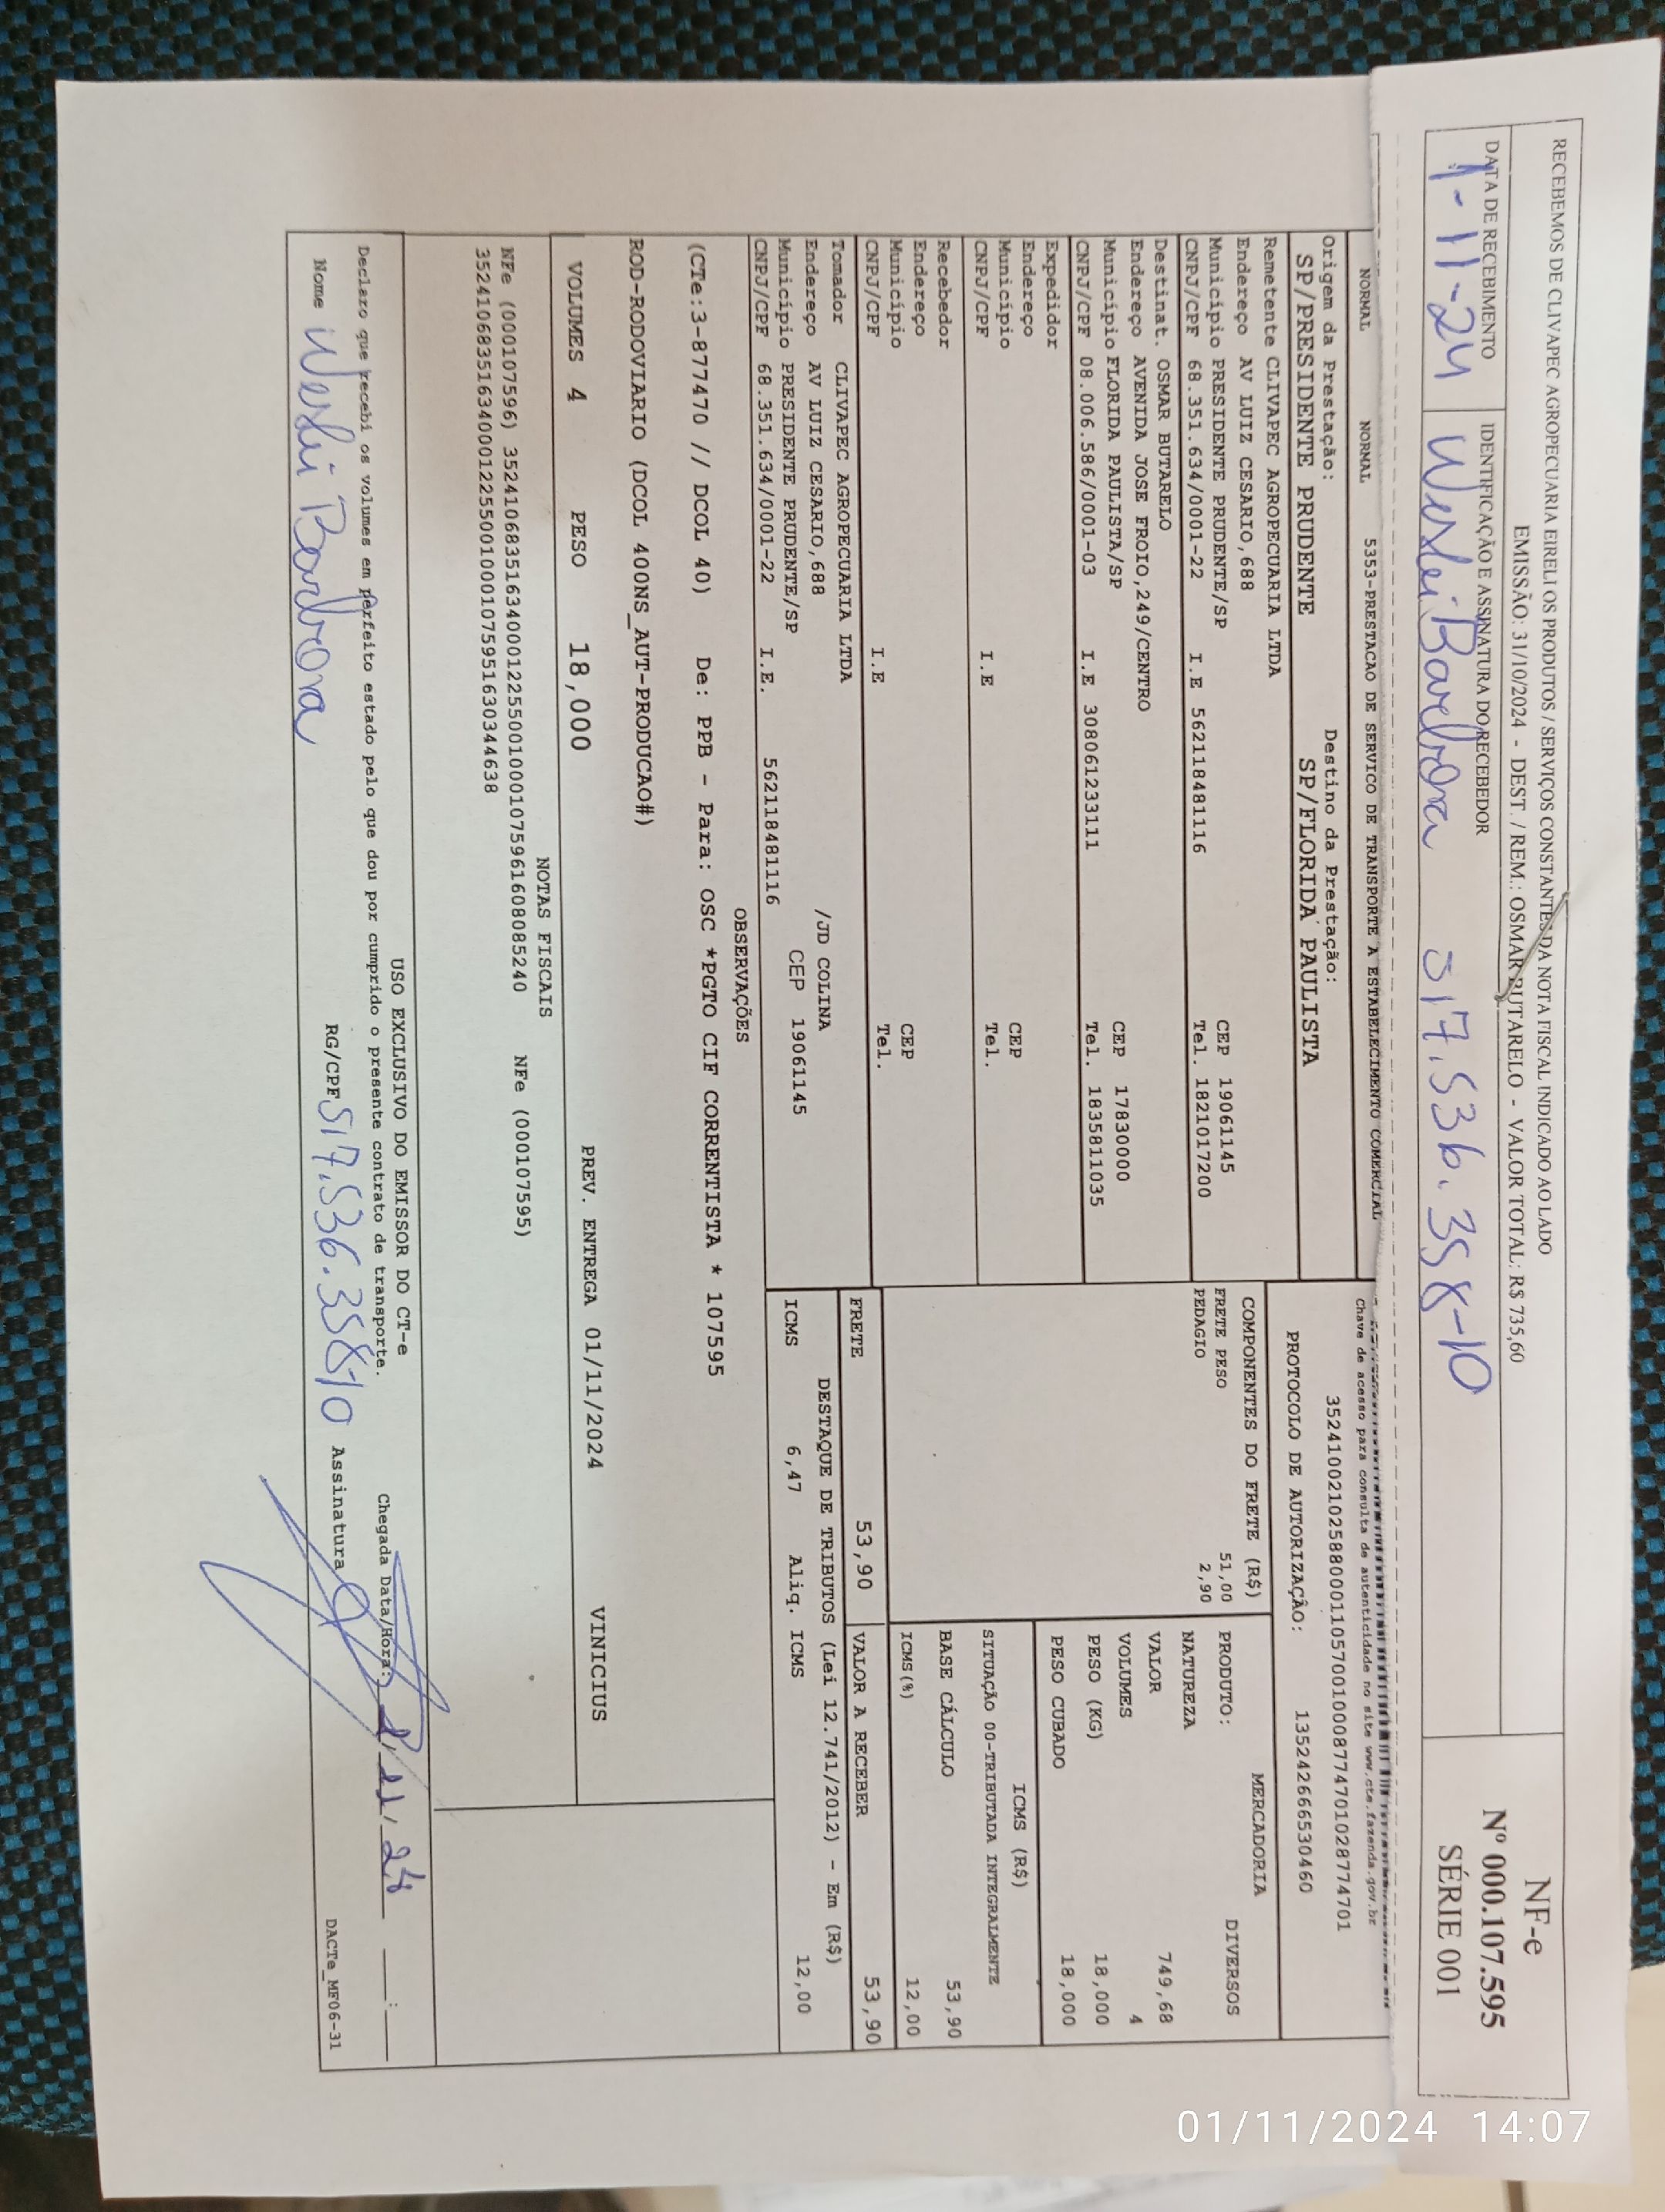 RECEBEMOS DE CLIVAPEC AGROPECUARIA EIRELI OS PRODUTOS / SERVIÇOS CONSTANTES DA NOTA FISCAL INDICADO AO LADO
EMISSÃO: 31/10/2024 - DEST. / REM.: OSMAR BUTARELO - VALOR TOTAL: R$ 735,60
DATA DE RECEBIMENTO
IDENTIFICAÇÃO E ASSINATURA DO RECEBEDOR
1-11-24 Weslei Barbosa 517.536.358-10
NF-e
Nº 000.107.595
SÉRIE 001
NORMAL NORMAL 5353-PRESTACAO DE SERVICO DE TRANSPORTE A ESTABELECIMENTO COMERCIAL
Chave de acesso para consulta de autenticidade no site www.cte.fazenda.gov.br
35241002102588000110570010008774701028774701
Origem da Prestação: Destino da Prestação:
SP/PRESIDENTE PRUDENTE SP/FLORIDA PAULISTA
PROTOCOLO DE AUTORIZAÇÃO: 135242666530460
Remetente CLIVAPEC AGROPECUARIA LTDA
Endereço AV LUIZ CESARIO,688
Município PRESIDENTE PRUDENTE/SP CEP 19061145
CNPJ/CPF 68.351.634/0001-22 I.E 562118481116 Tel. 1821017200
Destinat. OSMAR BUTARELO
Endereço AVENIDA JOSE FROIO,249/CENTRO
Município FLORIDA PAULISTA/SP CEP 17830000
CNPJ/CPF 08.006.586/0001-03 I.E 308061233111 Tel. 1835811035
Expedidor
Endereço
Município CEP
CNPJ/CPF I.E Tel.
Recebedor
Endereço
Município CEP
CNPJ/CPF I.E Tel.
Tomador CLIVAPEC AGROPECUARIA LTDA
Endereço AV LUIZ CESARIO,688 /JD COLINA
Município PRESIDENTE PRUDENTE/SP CEP 19061145
CNPJ/CPF 68.351.634/0001-22 I.E. 562118481116
COMPONENTES DO FRETE (R$)
FRETE PESO 51,00
PEDAGIO 2,90
MERCADORIA
PRODUTO: DIVERSOS
NATUREZA
VALOR 749,68
VOLUMES 4
PESO (KG) 18,000
PESO CUBADO 18,000
ICMS (R$)
SITUAÇÃO 00-TRIBUTADA INTEGRALMENTE
BASE CÁLCULO 53,90
ICMS(%) 12,00
FRETE 53,90 VALOR A RECEBER 53,90
DESTAQUE DE TRIBUTOS (Lei 12.741/2012) - Em (R$)
ICMS 6,47 Aliq. ICMS 12,00
OBSERVAÇÕES
(CTe:3-877470 // DCOL 40) De: PPB - Para: OSC *PGTO CIF CORRENTISTA * 107595
ROD-RODOVIARIO (DCOL 400NS_AUT-PRODUCAO#)
VOLUMES 4 PESO 18,000 PREV. ENTREGA 01/11/2024 VINICIUS
NOTAS FISCAIS
NFe (000107596) 35241068351634000122550010001075961608085240 NFe (000107595)
35241068351634000122550010001075951630344638
USO EXCLUSIVO DO EMISSOR DO CT-e
Declaro que recebi os volumes em perfeito estado pelo que dou por cumprido o presente contrato de transporte.
Chegada Data/Hora: 1/11/24 __:__
Nome Weslei Barbosa RG/CPF 517.536.358-10 Assinatura
DACTe_MF06-31
01/11/2024 14:07